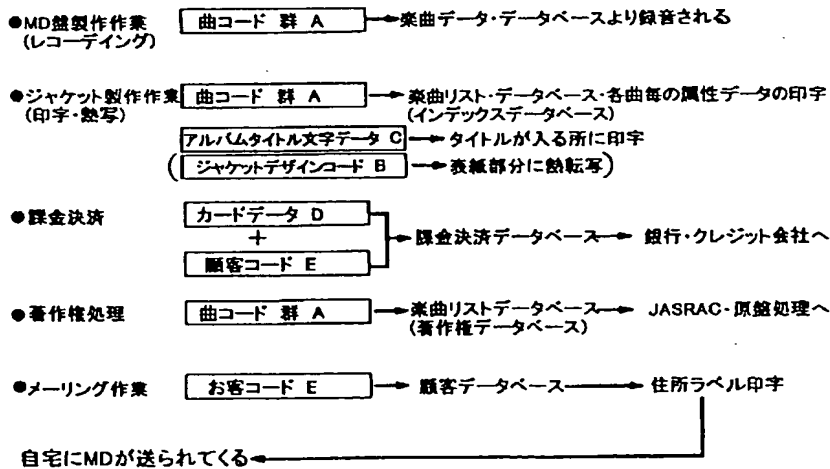 ●MD盤製作作業 曲コード 群 A → 楽曲データ・データベースより録音される
(レコーデイング)
●ジャケット製作作業 曲コード 群 A → 楽曲リスト・データベース・各曲毎の属性データの印字
(印字・熱写) (インデックスデータベース)
アルバムタイトル文字データ C → タイトルが入る所に印字
(ジャケットデザインコード B → 表紙部分に熱転写)
●課金決済 カードデータ D
+ → 課金決済データベース → 銀行・クレジット会社へ
顧客コード E
●著作権処理 曲コード 群 A → 楽曲リストデータベース → JASRAC・原盤処理へ
(著作権データベース)
●メーリング作業 お客コード E → 顧客データベース → 住所ラベル印字
自宅にMDが送られてくる